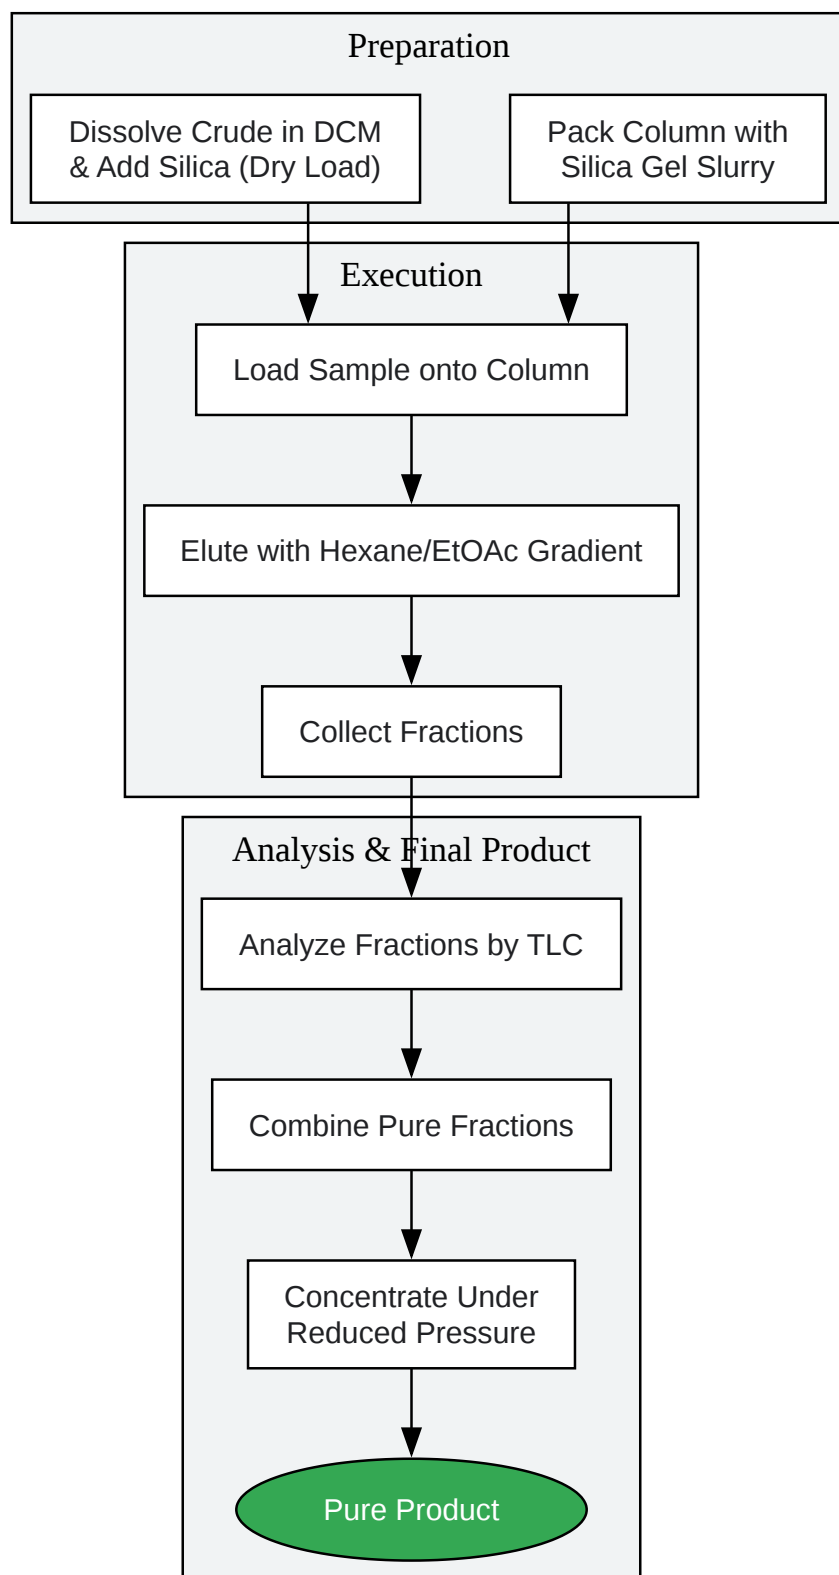 Preparation
Dissolve Crude in DCM
& Add Silica (Dry Load)
Pack Column with
Silica Gel Slurry
Execution
Load Sample onto Column
Elute with Hexane/EtOAc Gradient
Collect Fractions
Analysis & Final Product
Analyze Fractions by TLC
Combine Pure Fractions
Concentrate Under
Reduced Pressure
Pure Product